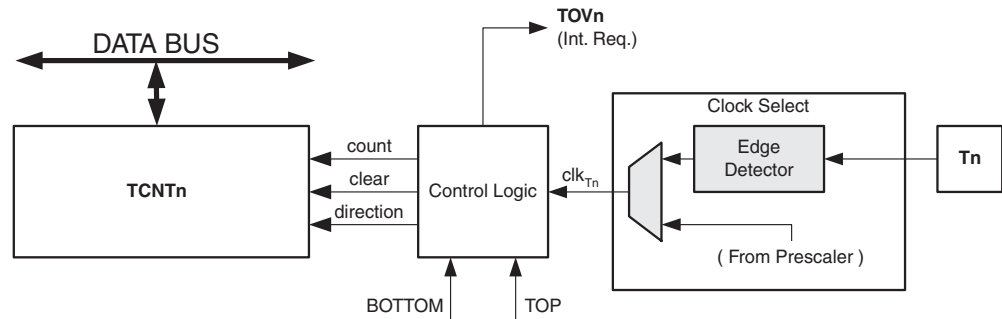 TOVn
(Int. Req.)
DATA BUS
Clock Select
count
Edge
Detector
Tn
TCNTn
clear
Control Logic
clkTn
direction
( From Prescaler )
BOTTOM
TOP